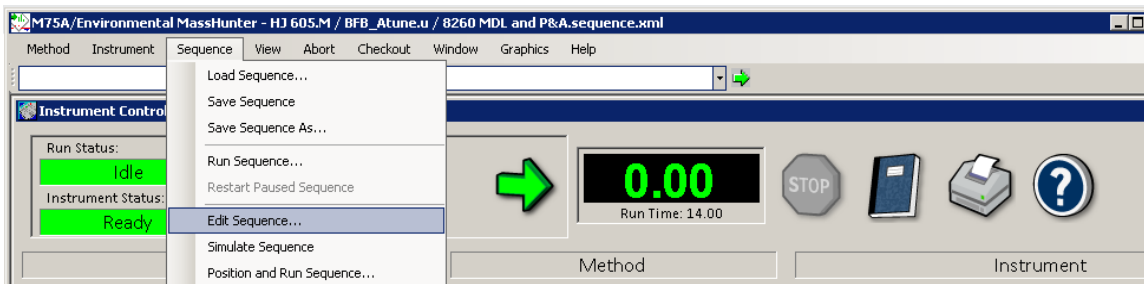 M75A/Environmental MassHunter - HJ 605.M / BFB_Atune.u / 8260 MDL and P&A.sequence.xml
Method Instrument Sequence View Abort Checkout Window Graphics Help
Load Sequence...
Save Sequence
Instrument Control
Save Sequence As...
Run Status:
Run Sequence...
Idle
Restart Paused Sequence
0.00
STOP
Instrument Status:
Run Time: 14.00
Ready
Edit Sequence...
Simulate Sequence
Method
Instrument
Position and Run Sequence...